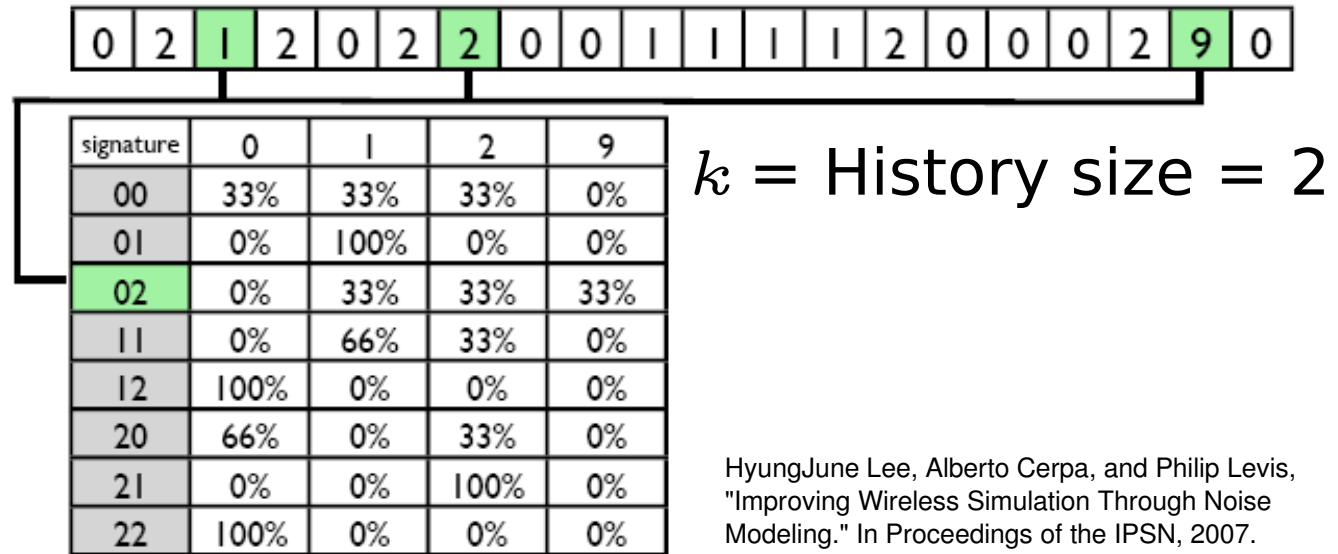 0 2 1 2 0 2 2 0 0 1 1 1 1 2 0 0 0 2 9 0
signature 0 1 2 9
00 33% 33% 33% 0%
01 0% 100% 0% 0%
02 0% 33% 33% 33%
11 0% 66% 33% 0%
12 100% 0% 0% 0%
20 66% 0% 33% 0%
21 0% 0% 100% 0%
22 100% 0% 0% 0%
k = History size = 2
HyungJune Lee, Alberto Cerpa, and Philip Levis,
"Improving Wireless Simulation Through Noise
Modeling." In Proceedings of the IPSN, 2007.